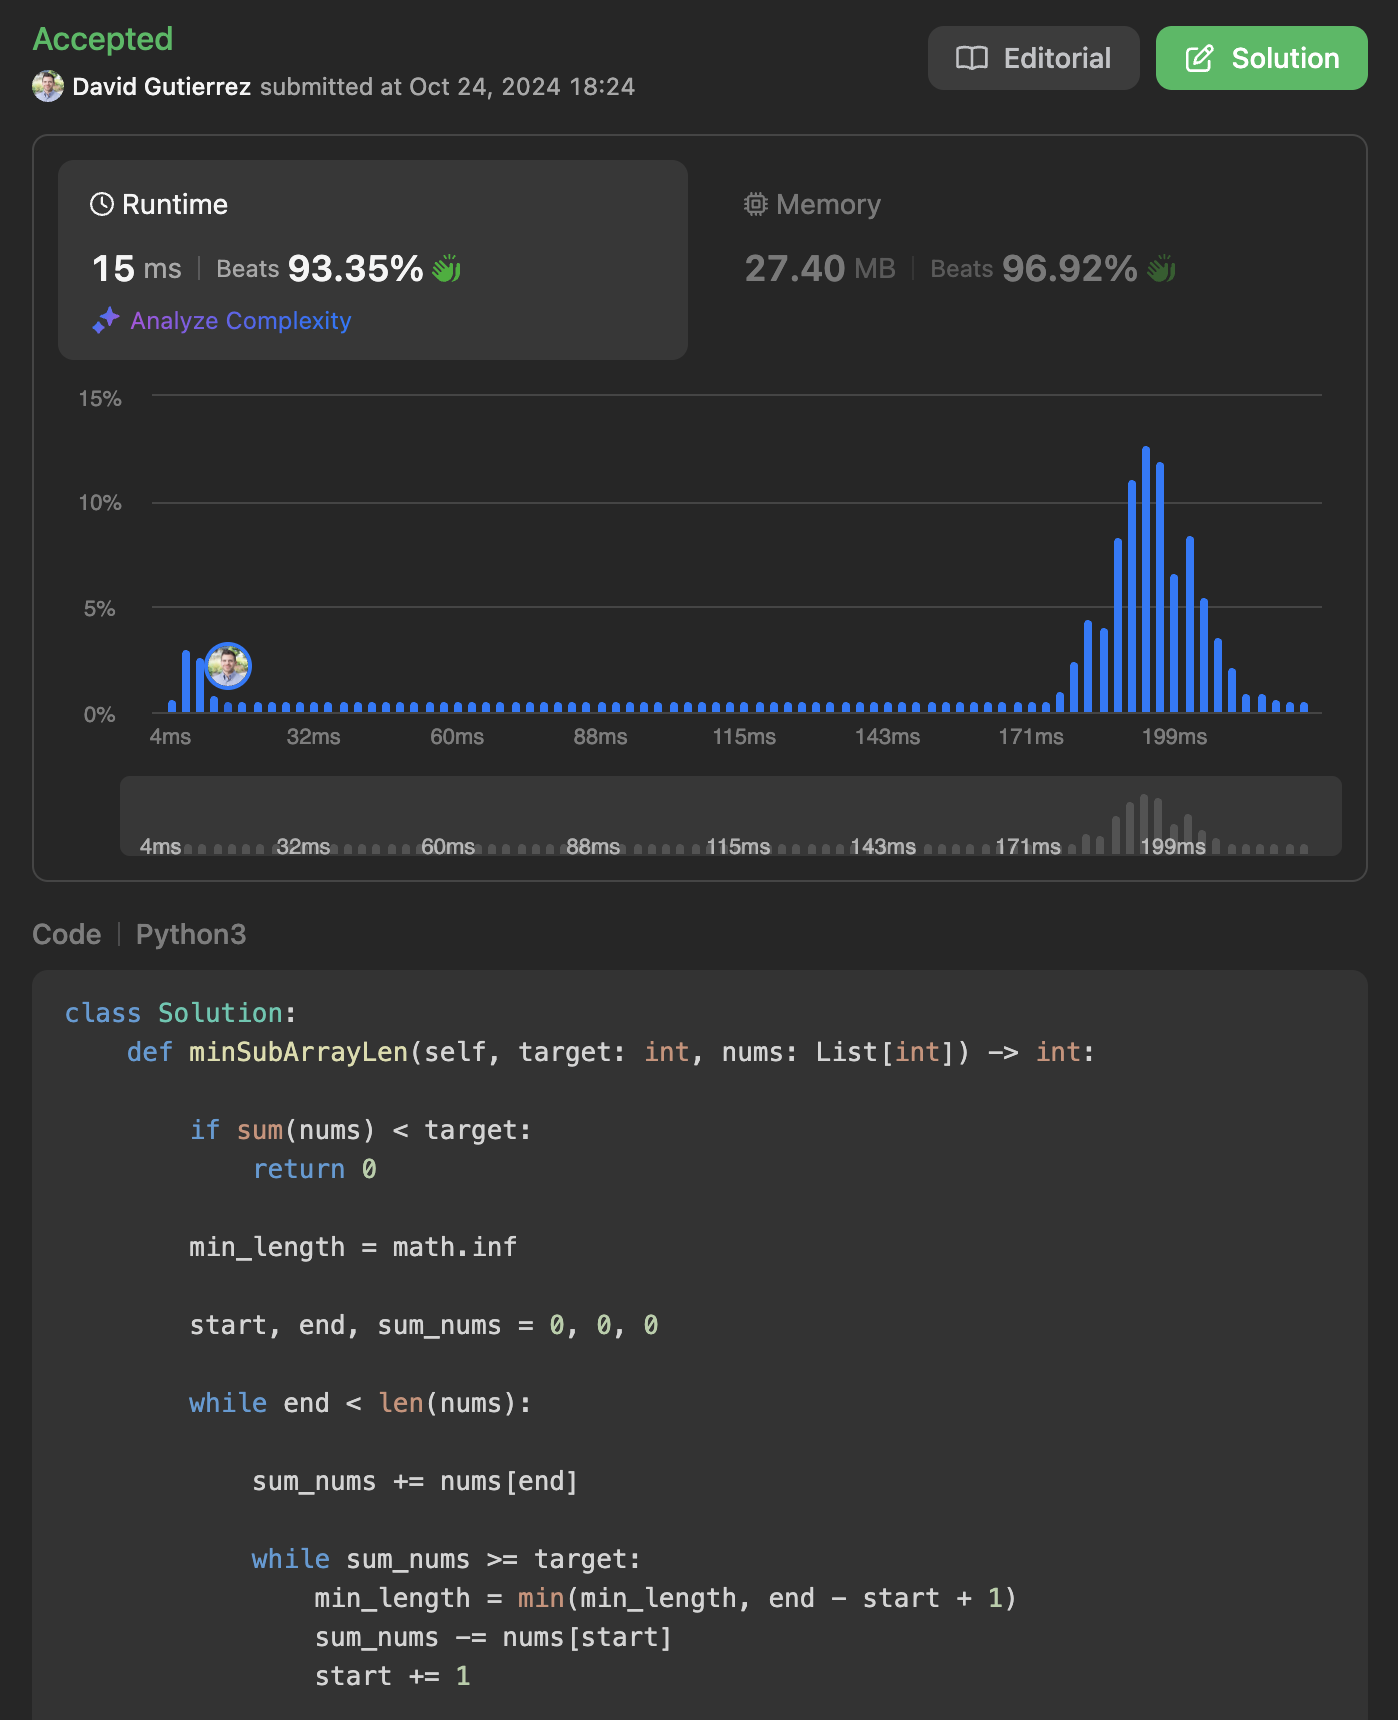 Accepted
David Gutierrez submitted at Oct 24, 2024 18:24
Editorial
Solution
Runtime
15 ms | Beats 93.35%
Analyze Complexity
Memory
27.40 MB | Beats 96.92%
15%
10%
5%
0%
4ms 32ms 60ms 88ms 115ms 143ms 171ms 199ms
4ms 32ms 60ms 88ms 115ms 143ms 171ms 199ms
Code | Python3
class Solution:
    def minSubArrayLen(self, target: int, nums: List[int]) -> int:
        if sum(nums) < target:
            return 0
        min_length = math.inf
        start, end, sum_nums = 0, 0, 0
        while end < len(nums):
            sum_nums += nums[end]
            while sum_nums >= target:
                min_length = min(min_length, end - start + 1)
                sum_nums -= nums[start]
                start += 1